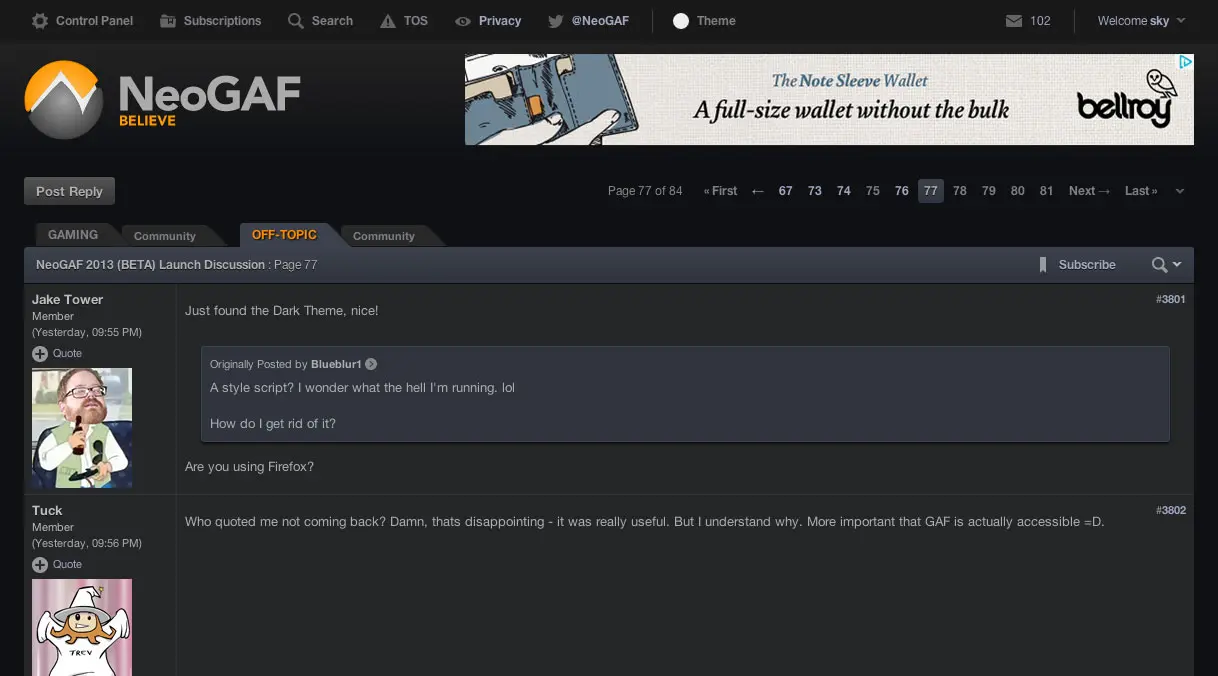 Control Panel Subscriptions Search TOS Privacy @NeoGAF Theme 102 Welcome sky
NeoGAF
BELIEVE
The Note Sleeve Wallet
A full-size wallet without the bulk
bellroy
Post Reply
Page 77 of 84 « First ← 67 73 74 75 76 77 78 79 80 81 Next → Last »
GAMING Community OFF-TOPIC Community
NeoGAF 2013 (BETA) Launch Discussion : Page 77 Subscribe
Jake Tower
Member
(Yesterday, 09:55 PM)
Quote
#3801
Just found the Dark Theme, nice!
Originally Posted by Blueblur1
A style script? I wonder what the hell I'm running. lol
How do I get rid of it?
Are you using Firefox?
Tuck
Member
(Yesterday, 09:56 PM)
Quote
TREV
#3802
Who quoted me not coming back? Damn, thats disappointing - it was really useful. But I understand why. More important that GAF is actually accessible =D.